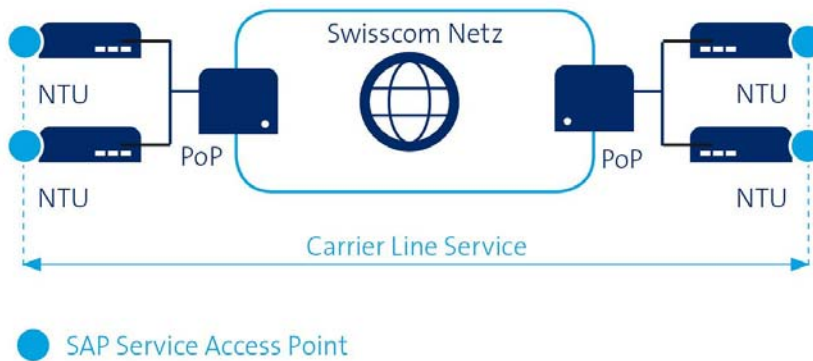 Swisscom Netz
NTU
NTU
PoP
PoP
NTU
NTU
Carrier Line Service
SAP Service Access Point